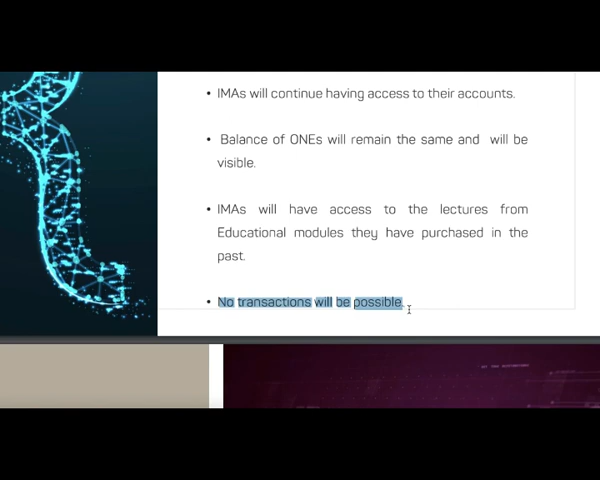 • IMAs will continue having access to their accounts.
• Balance of ONEs will remain the same and will be
visible.
• IMAs will have access to the lectures from
Educational modules they have purchased in the
past.
• No transactions will be possible.